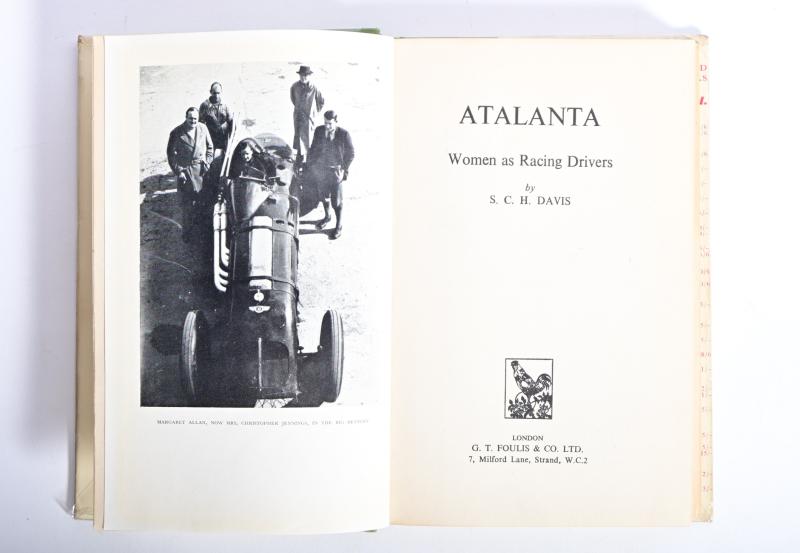 MARGARET ALLAN, NOW MRS. CHRISTOPHER JENNINGS, IN THE BIG BENTLEY
ATALANTA
Women as Racing Drivers
by
S. C. H. DAVIS
LONDON
G. T. FOULIS & CO. LTD.
7, Milford Lane, Strand, W.C.2